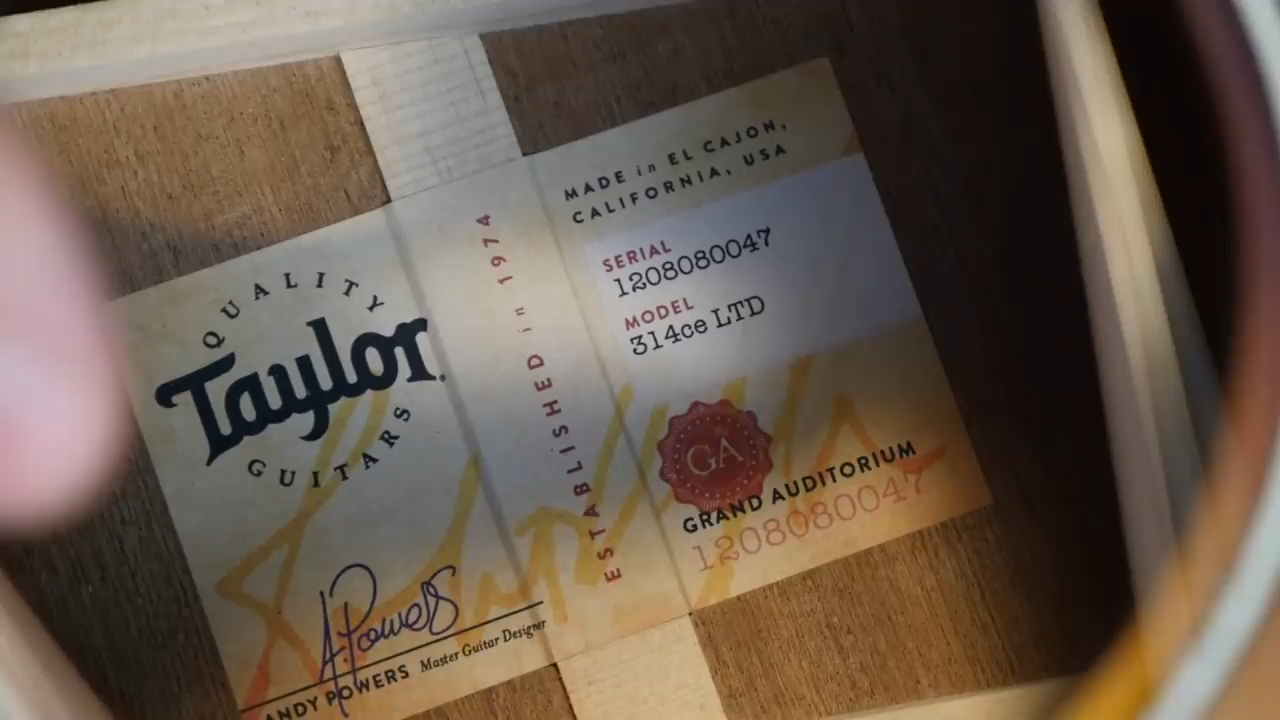 QUALITY
Taylor
GUITARS
A.Powers
ANDY POWERS Master Guitar Designer
ESTABLISHED in 1974
MADE in EL CAJON,
CALIFORNIA, USA
SERIAL
1208080047
MODEL
314ce LTD
GA
GRAND AUDITORIUM
1208080047